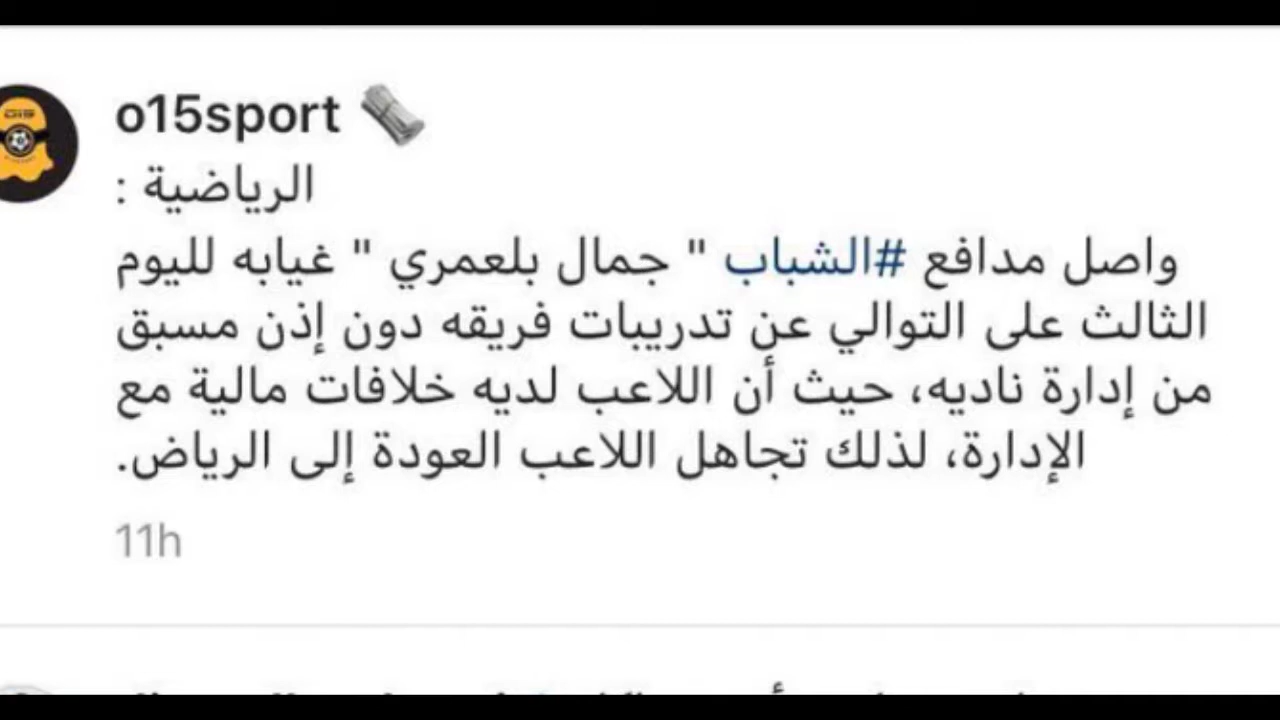 o15sport
الرياضية :
واصل مدافع #الشباب " جمال بلعمري " غيابه لليوم
الثالث على التوالي عن تدريبات فريقه دون إذن مسبق
من إدارة ناديه، حيث أن اللاعب لديه خلافات مالية مع
الإدارة، لذلك تجاهل اللاعب العودة إلى الرياض.
11h